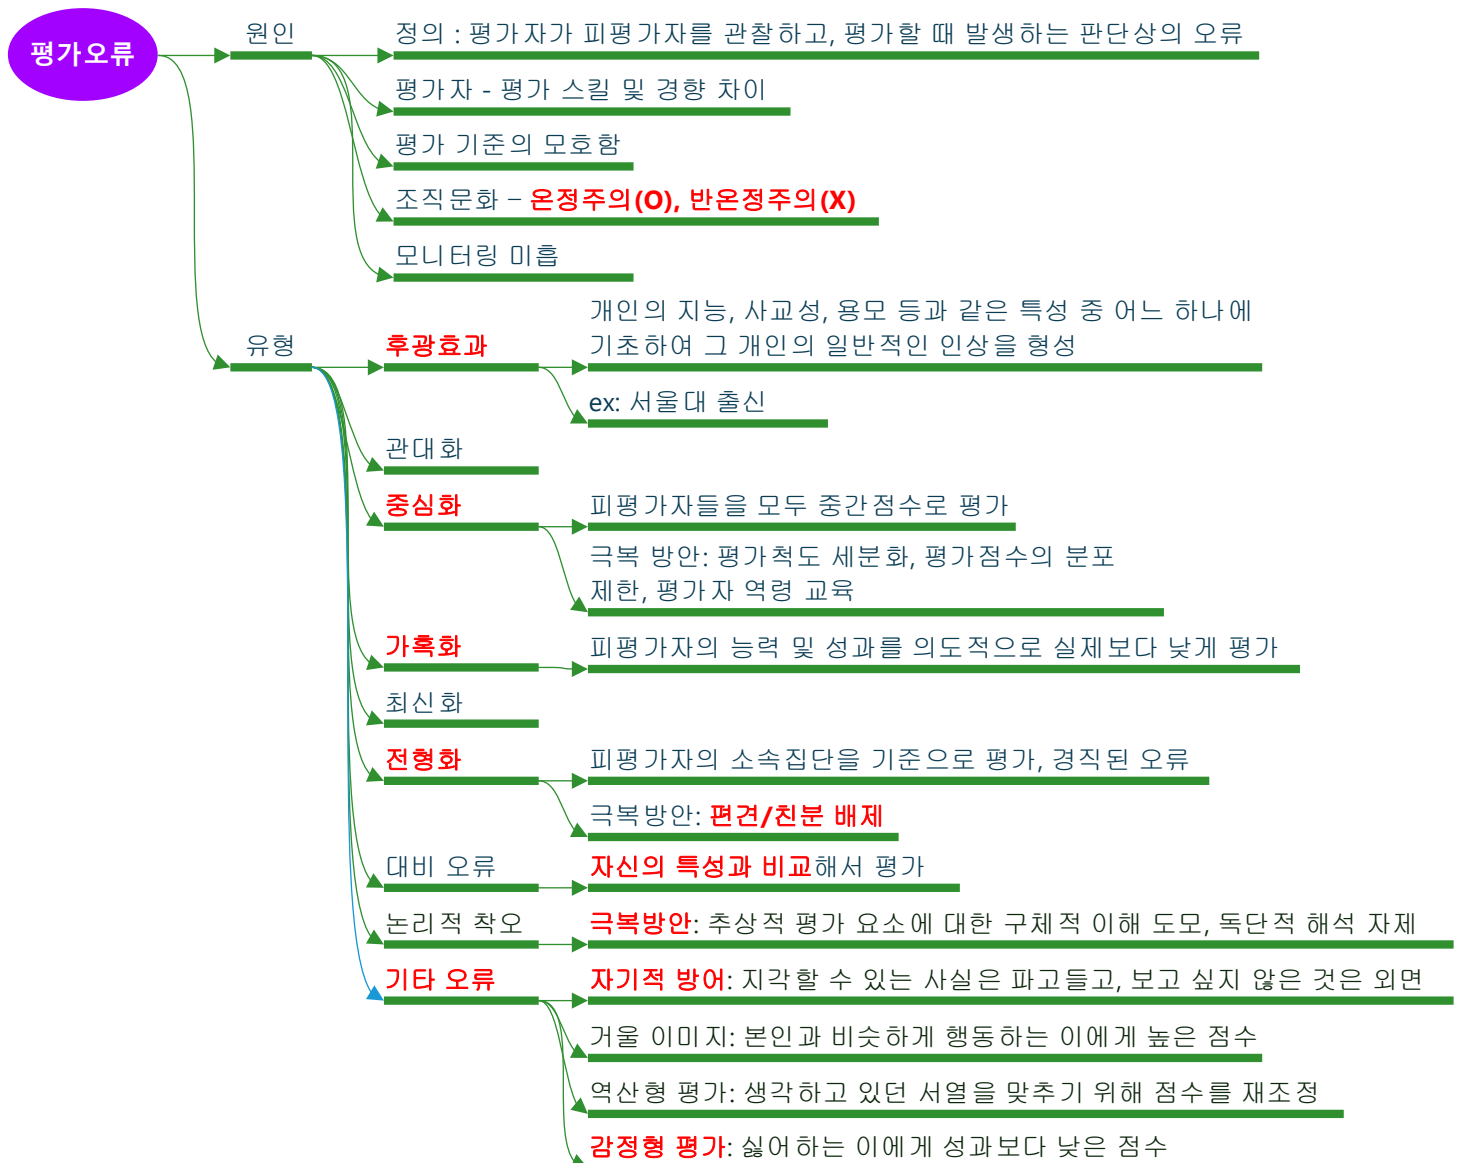 평가오류
원인
정의 : 평가자가 피평가자를 관찰하고, 평가할 때 발생하는 판단상의 오류
평가자 - 평가 스킬 및 경향 차이
평가 기준의 모호함
조직문화 – 온정주의(O), 반온정주의(X)
모니터링 미흡
유형
후광효과
개인의 지능, 사교성, 용모 등과 같은 특성 중 어느 하나에
기초하여 그 개인의 일반적인 인상을 형성
ex: 서울대 출신
관대화
중심화
피평가자들을 모두 중간점수로 평가
극복 방안: 평가척도 세분화, 평가점수의 분포
제한, 평가자 역령 교육
가혹화
피평가자의 능력 및 성과를 의도적으로 실제보다 낮게 평가
최신화
전형화
피평가자의 소속집단을 기준으로 평가, 경직된 오류
극복방안: 편견/친분 배제
대비 오류
자신의 특성과 비교해서 평가
논리적 착오
극복방안: 추상적 평가 요소에 대한 구체적 이해 도모, 독단적 해석 자제
기타 오류
자기적 방어: 지각할 수 있는 사실은 파고들고, 보고 싶지 않은 것은 외면
거울 이미지: 본인과 비슷하게 행동하는 이에게 높은 점수
역산형 평가: 생각하고 있던 서열을 맞추기 위해 점수를 재조정
감정형 평가: 싫어하는 이에게 성과보다 낮은 점수